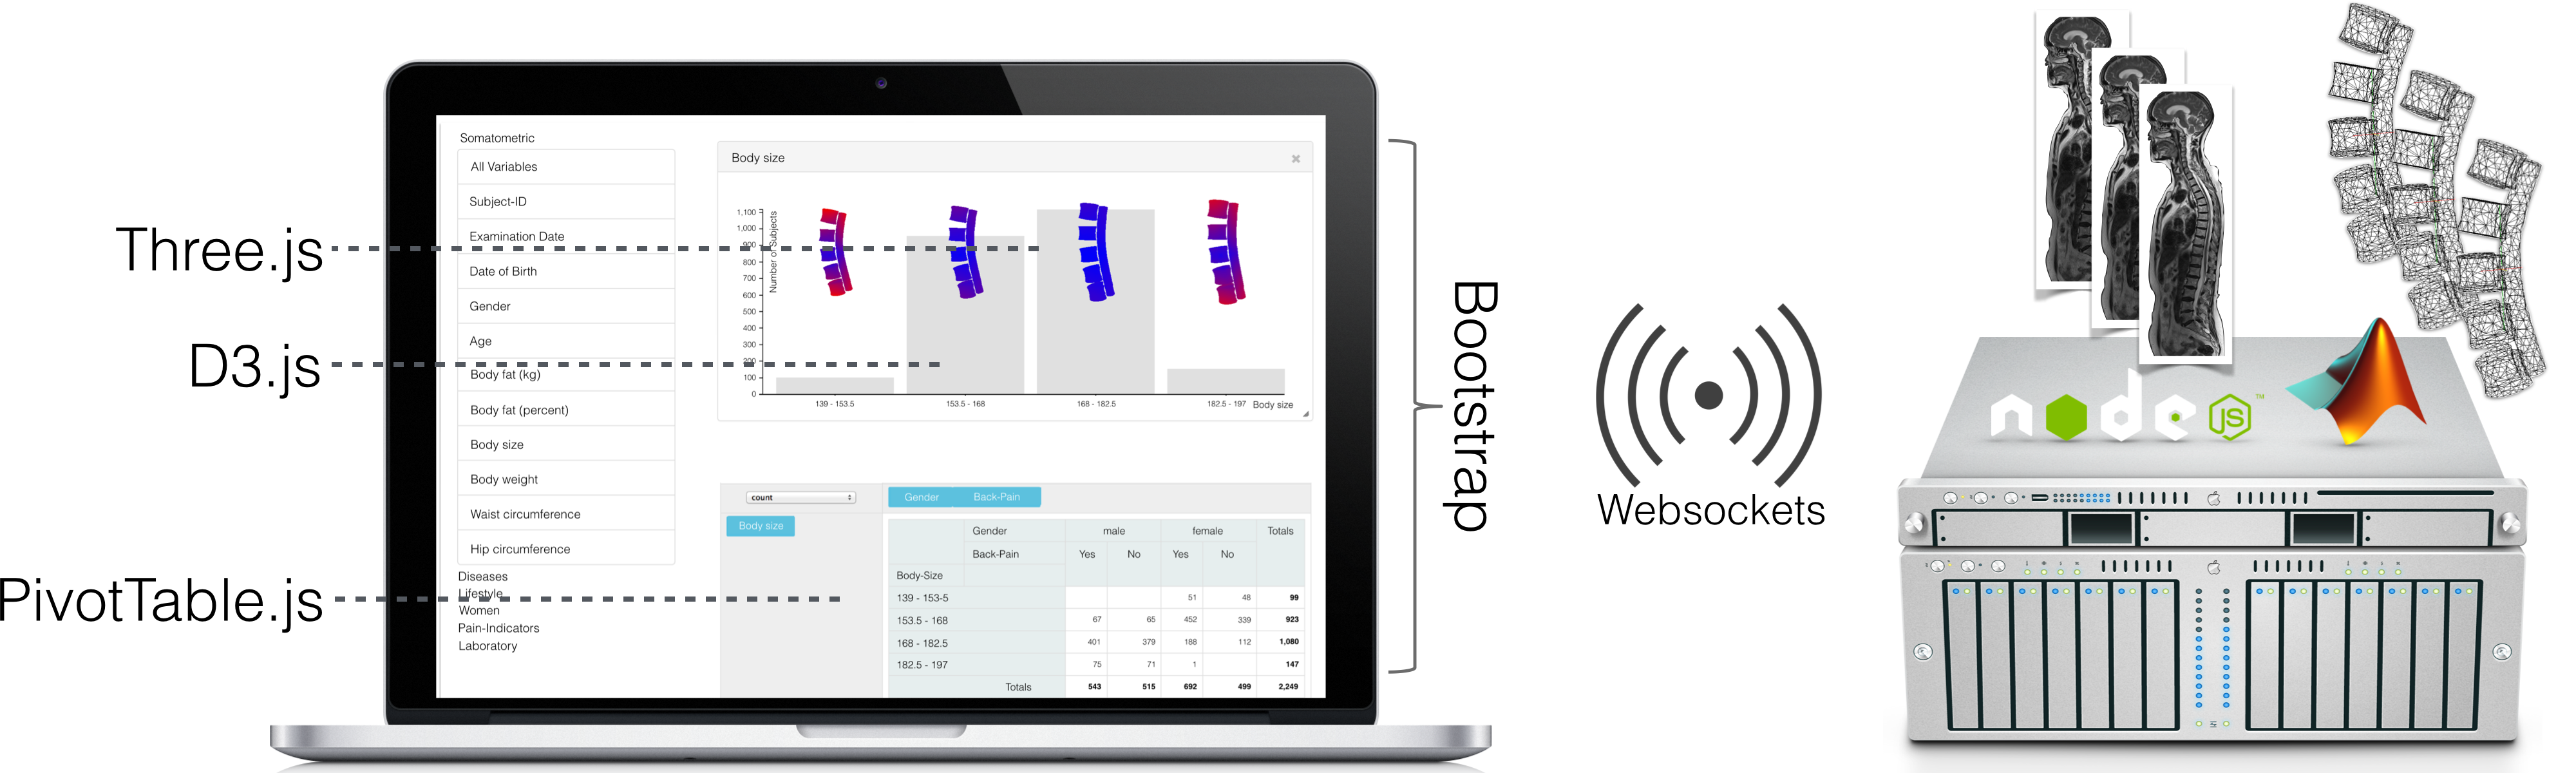 Three.js
D3.js
PivotTable.js
Somatometric
All Variables
Subject-ID
Examination Date
Date of Birth
Gender
Age
Body fat (kg)
Body fat (percent)
Body size
Body weight
Waist circumference
Hip circumference
Diseases
Lifestyle
Women
Pain-Indicators
Laboratory
Body size
Number of Subjects
1,100
1,000
900
800
700
600
500
400
300
200
100
0
139 - 153.5
153.5 - 168
168 - 182.5
182.5 - 197
Body size
count
Gender Back-Pain
Body size
Gender male female Totals
Back-Pain Yes No Yes No
Body-Size
139 - 153-5 51 48 99
153.5 - 168 67 65 452 339 923
168 - 182.5 401 379 188 112 1,080
182.5 - 197 75 71 1 147
Totals 543 515 692 499 2,249
Bootstrap
Websockets
node JS™